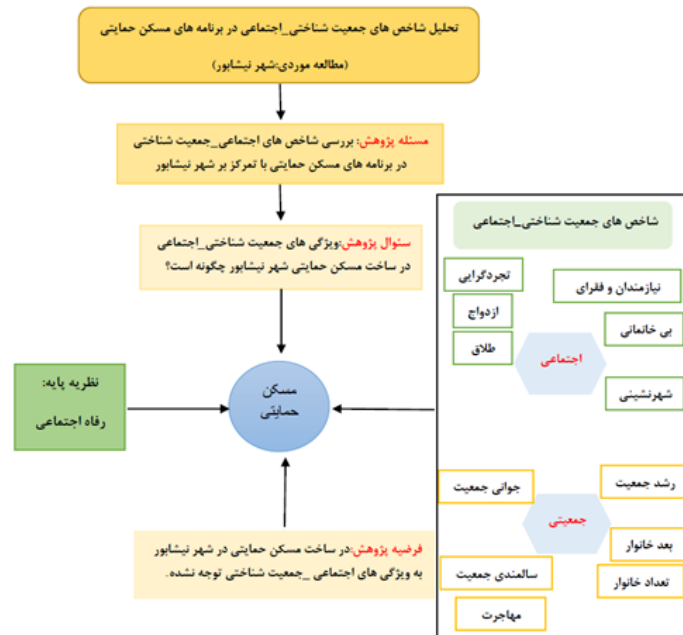 تحلیل شاخص های جمعیت شناختی_اجتماعی در برنامه های مسکن حمایتی
(مطالعه موردی:شهر نیشابور)
مسئله پژوهش: بررسی شاخص های اجتماعی_جمعیت شناختی
در برنامه های مسکن حمایتی با تمرکز بر شهر نیشابور
سئوال پژوهش:ویژگی های جمعیت شناختی_اجتماعی
در ساخت مسکن حمایتی شهر نیشابور چگونه است؟
شاخص های جمعیت شناختی_اجتماعی
تجردگرایی
نیازمندان و فقرای
ازدواج
بی خانمانی
طلاق
اجتماعی
شهرنشینی
نظریه پایه:
رفاه اجتماعی
مسکن
حمایتی
رشد جمعیت
جوانی جمعیت
جمعیتی
بعد خانوار
سالمندی جمعیت
تعداد خانوار
مهاجرت
فرضیه پژوهش:در ساخت مسکن حمایتی در شهر نیشابور
به ویژگی های اجتماعی _جمعیت شناختی توجه نشده.